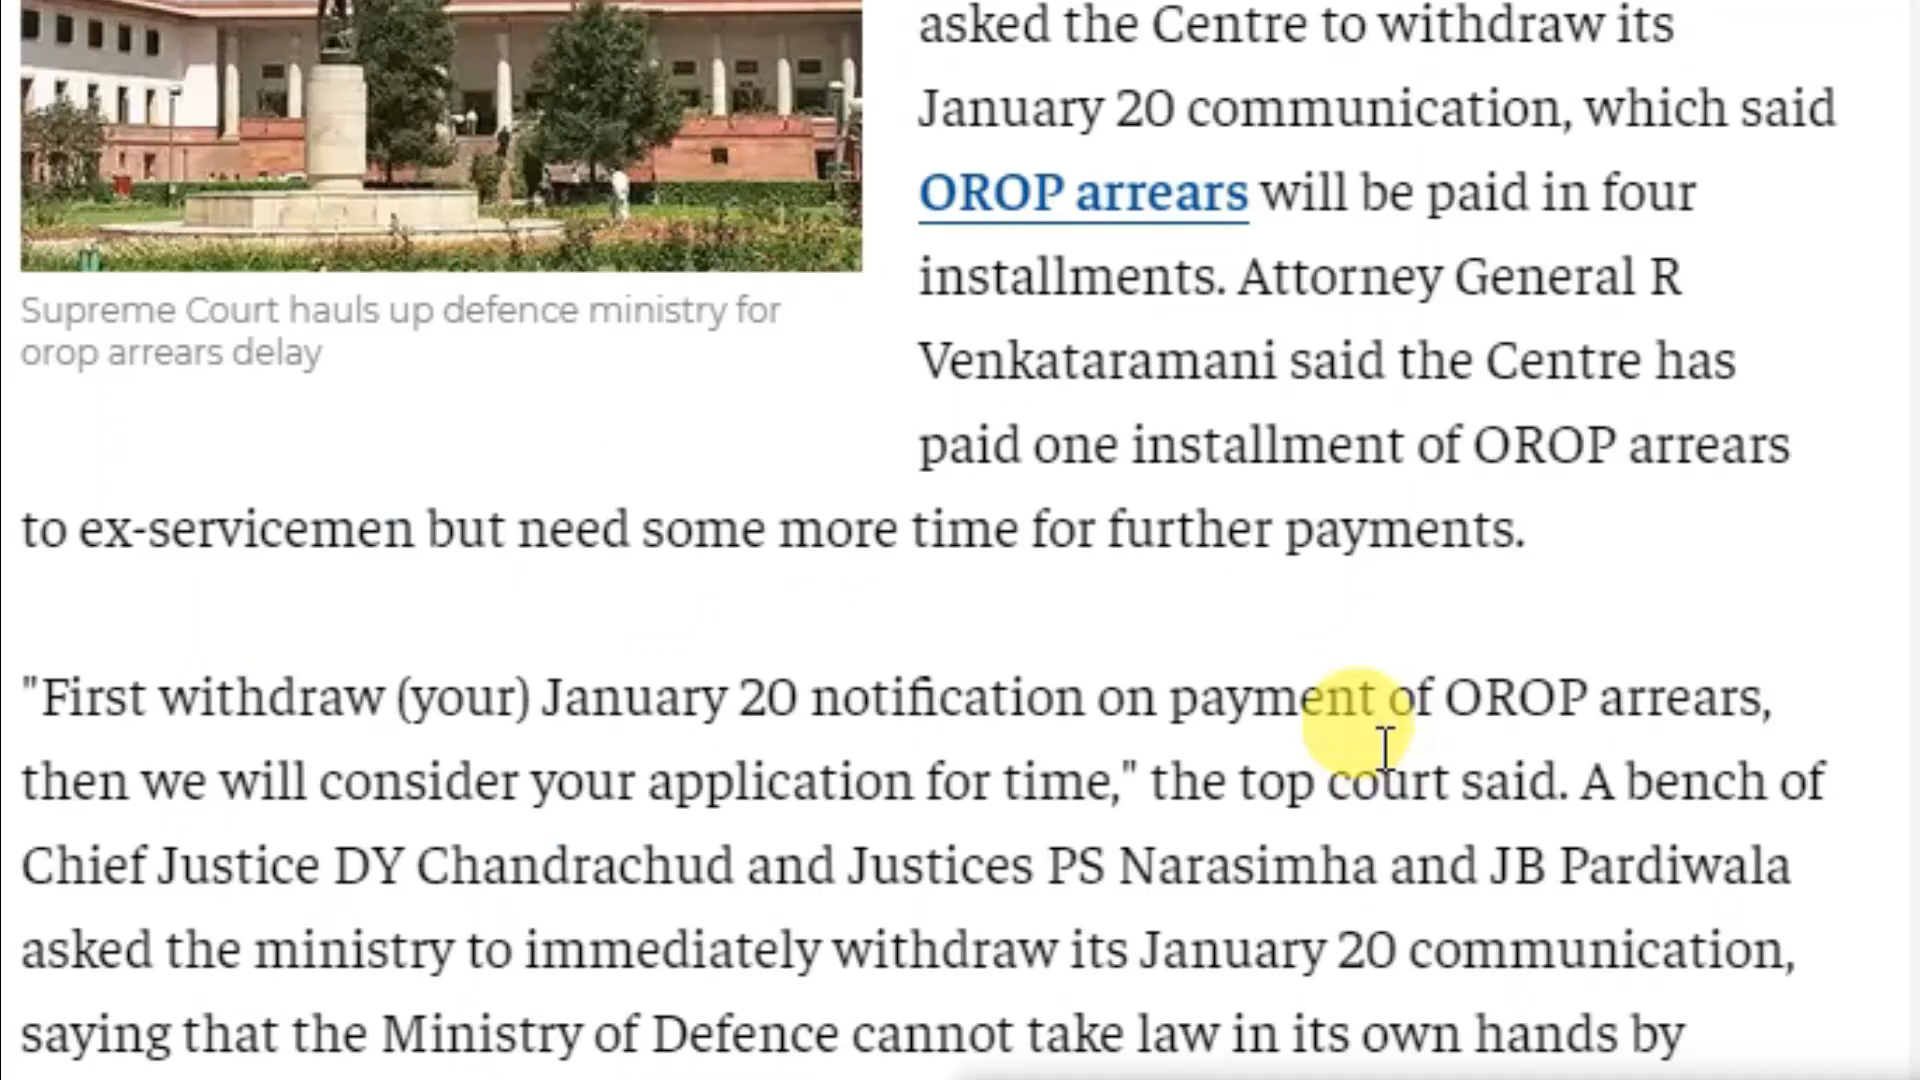 asked the Centre to withdraw its
January 20 communication, which said
OROP arrears will be paid in four
installments. Attorney General R
Venkataramani said the Centre has
paid one installment of OROP arrears
Supreme Court hauls up defence ministry for
orop arrears delay
to ex-servicemen but need some more time for further payments.
"First withdraw (your) January 20 notification on payment of OROP arrears,
then we will consider your application for time," the top court said. A bench of
Chief Justice DY Chandrachud and Justices PS Narasimha and JB Pardiwala
asked the ministry to immediately withdraw its January 20 communication,
saying that the Ministry of Defence cannot take law in its own hands by